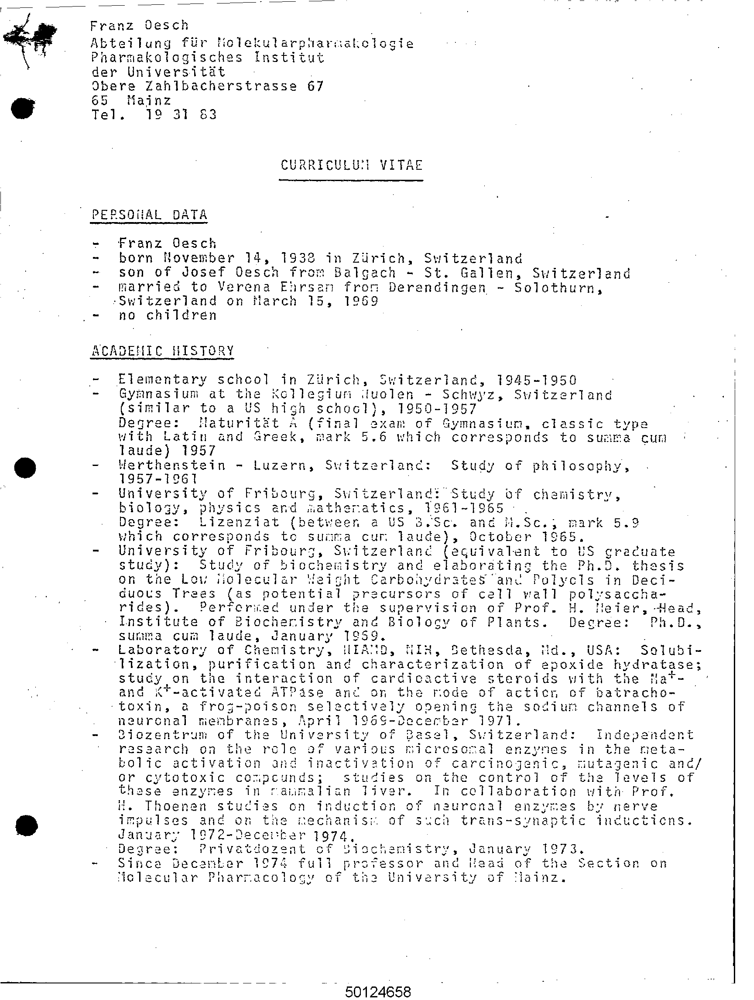 Franz Oesch
Abteilung für Molekularpharmakologie
Pharmakologisches Institut
der Universität
Obere Zahlbacherstrasse 67
65 Mainz
Tel. 19 31 83
CURRICULUM VITAE
PERSONAL DATA
- Franz Oesch
- born November 14, 1938 in Zürich, Switzerland
- son of Josef Oesch from Balgach - St. Gallen, Switzerland
- married to Verena Ehrsam from Derendingen - Solothurn,
Switzerland on March 15, 1969
- no children
ACADEMIC HISTORY
- Elementary school in Zürich, Switzerland, 1945-1950
- Gymnasium at the Kollegium Nuolen - Schwyz, Switzerland
(similar to a US high school), 1950-1957
Degree: Maturität A (final exam of Gymnasium, classic type
with Latin and Greek, mark 5.6 which corresponds to summa cum
laude) 1957
- Werthenstein - Luzern, Switzerland: Study of philosophy,
1957-1961
- University of Fribourg, Switzerland: Study of chemistry,
biology, physics and mathematics, 1961-1965
Degree: Lizenziat (between a US B.Sc. and M.Sc., mark 5.9
which corresponds to summa cum laude), October 1965.
- University of Fribourg, Switzerland (equivalent to US graduate
study): Study of biochemistry and elaborating the Ph.D. thesis
on the Low Molecular Weight Carbohydrates and Polyols in Deci-
duous Trees (as potential precursors of cell wall polysaccha-
rides). Performed under the supervision of Prof. H. Meier, Head,
Institute of Biochemistry and Biology of Plants. Degree: Ph.D.,
summa cum laude, January 1969.
- Laboratory of Chemistry, NIAMD, NIH, Bethesda, Md., USA: Solubi-
lization, purification and characterization of epoxide hydratase;
study on the interaction of cardioactive steroids with the Na+-
and K+-activated ATPase and on the mode of action of batracho-
toxin, a frog-poison selectively opening the sodium channels of
neuronal membranes, April 1969-December 1971.
- Biozentrum of the University of Basel, Switzerland: Independent
research on the role of various microsomal enzymes in the meta-
bolic activation and inactivation of carcinogenic, mutagenic and/
or cytotoxic compounds; studies on the control of the levels of
these enzymes in mammalian liver. In collaboration with Prof.
H. Thoenen studies on induction of neuronal enzymes by nerve
impulses and on the mechanism of such trans-synaptic inductions.
January 1972-December 1974.
Degree: Privatdozent of Biochemistry, January 1973.
- Since December 1974 full professor and Head of the Section on
Molecular Pharmacology of the University of Mainz.
50124658